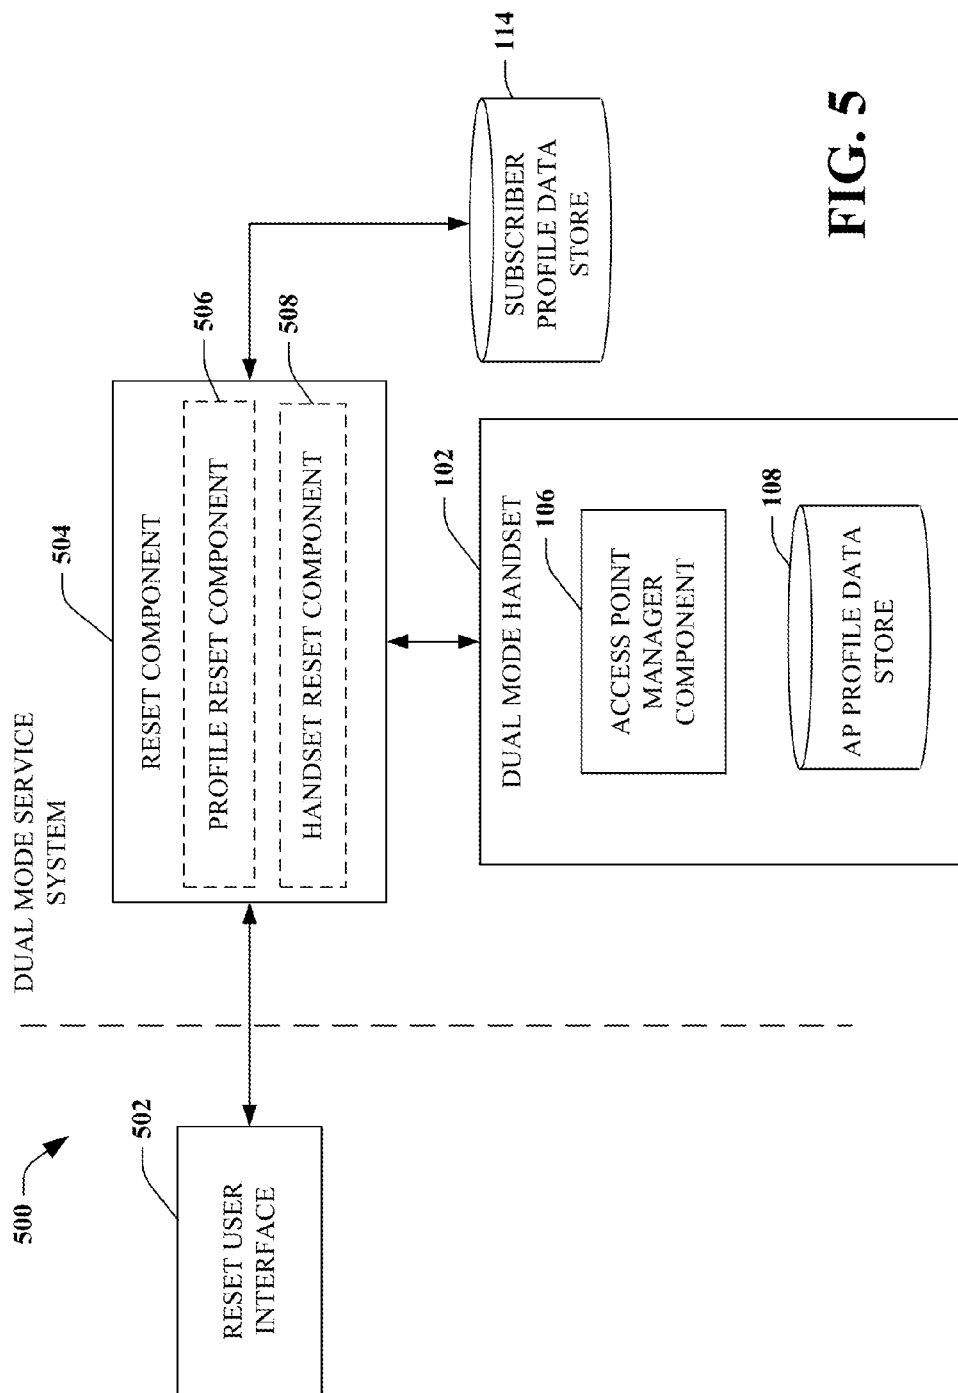 500
502
RESET USER
INTERFACE
DUAL MODE SERVICE
SYSTEM
504
RESET COMPONENT
506
PROFILE RESET COMPONENT
508
HANDSET RESET COMPONENT
102
DUAL MODE HANDSET
106
ACCESS POINT
MANAGER
COMPONENT
108
AP PROFILE DATA
STORE
114
SUBSCRIBER
PROFILE DATA
STORE
FIG. 5